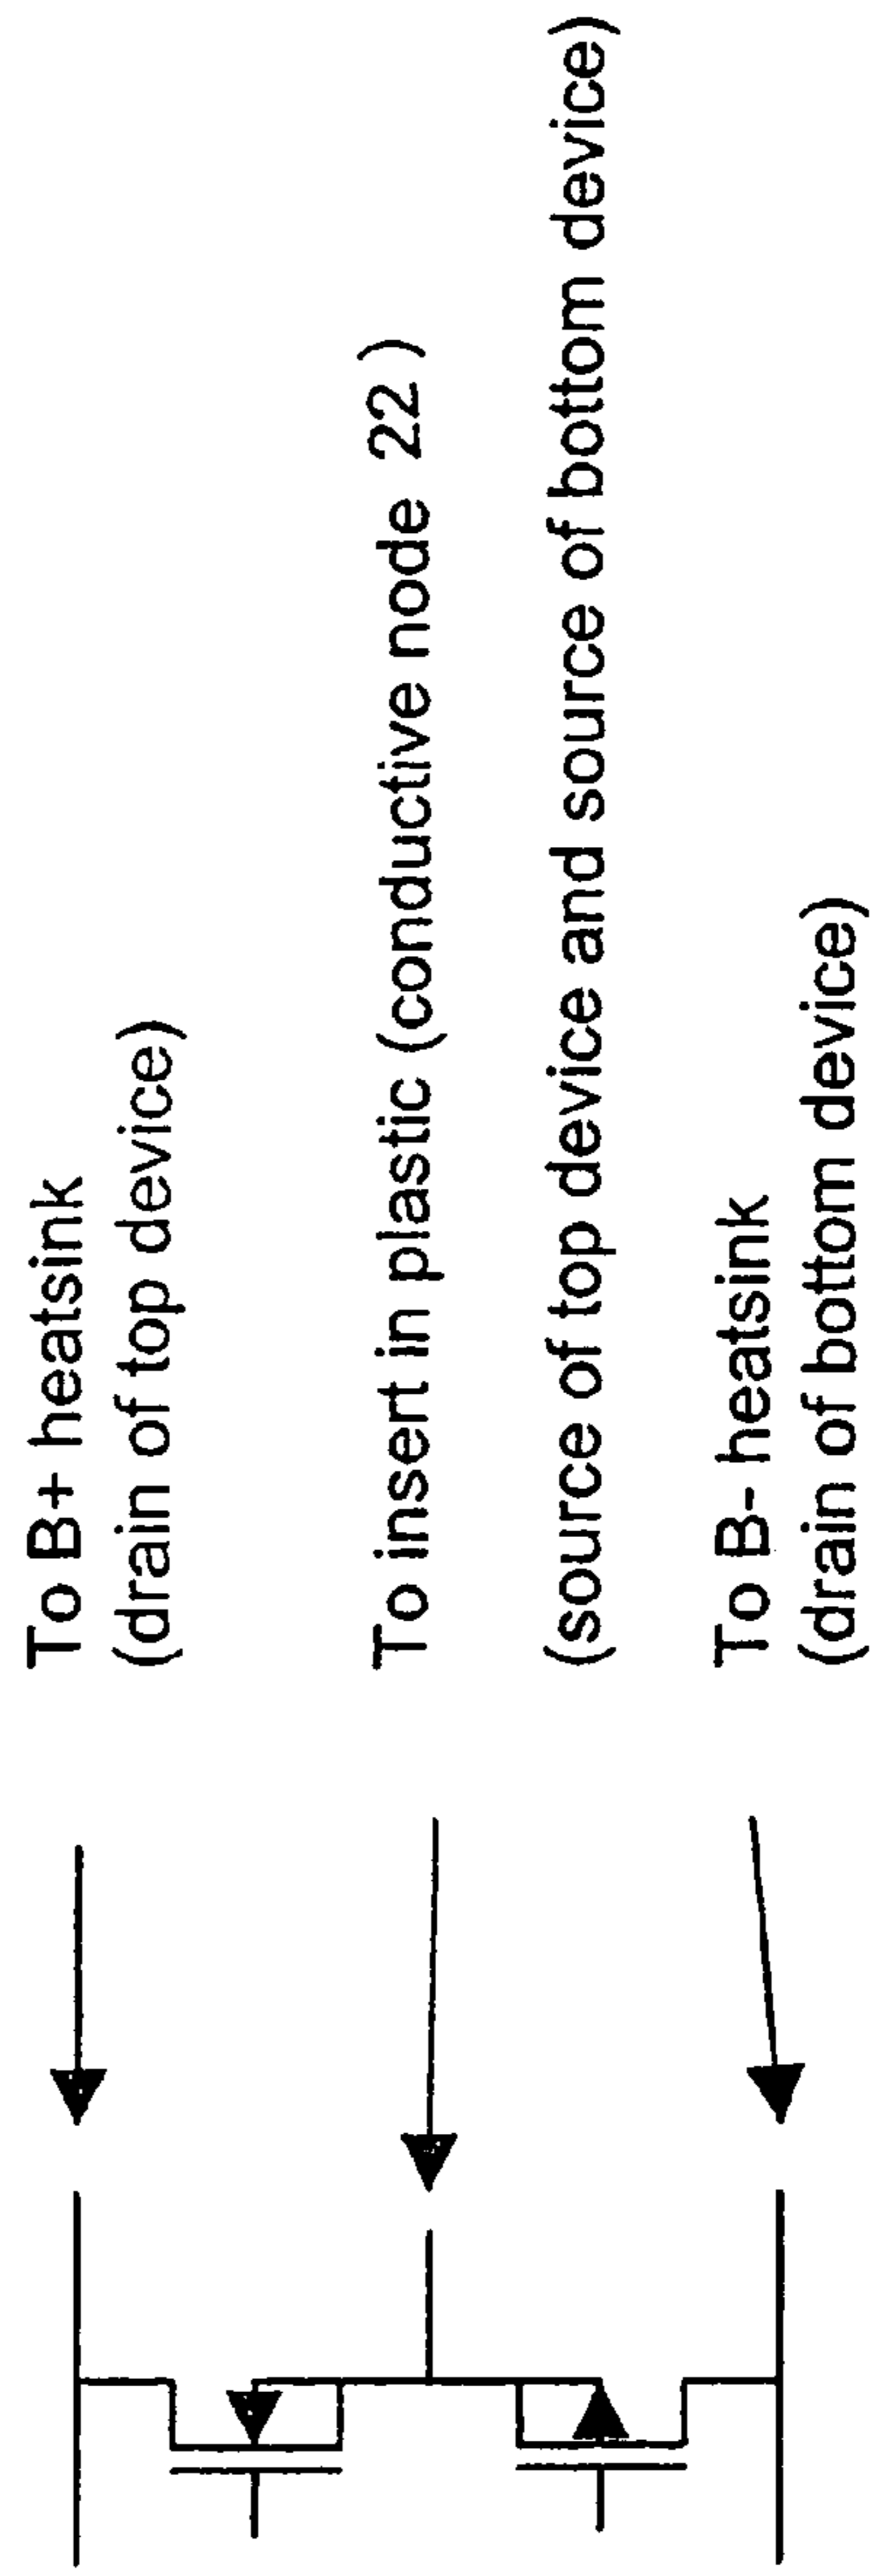 To B+ heatsink
(drain of top device)
To insert in plastic (conductive node 22 )
(source of top device and source of bottom device)
To B- heatsink
(drain of bottom device)